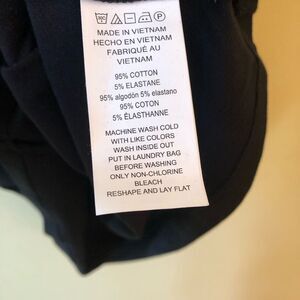 MADE IN VIETNAM
HECHO EN VIETNAM
FABRIQUÉ AU
VIETNAM
95% COTTON
5% ELASTANE
95% algodón 5% elastano
95% COTON
5% ÉLASTHANNE
MACHINE WASH COLD
WITH LIKE COLORS
WASH INSIDE OUT
PUT IN LAUNDRY BAG
BEFORE WASHING
ONLY NON-CHLORINE
BLEACH
RESHAPE AND LAY FLAT